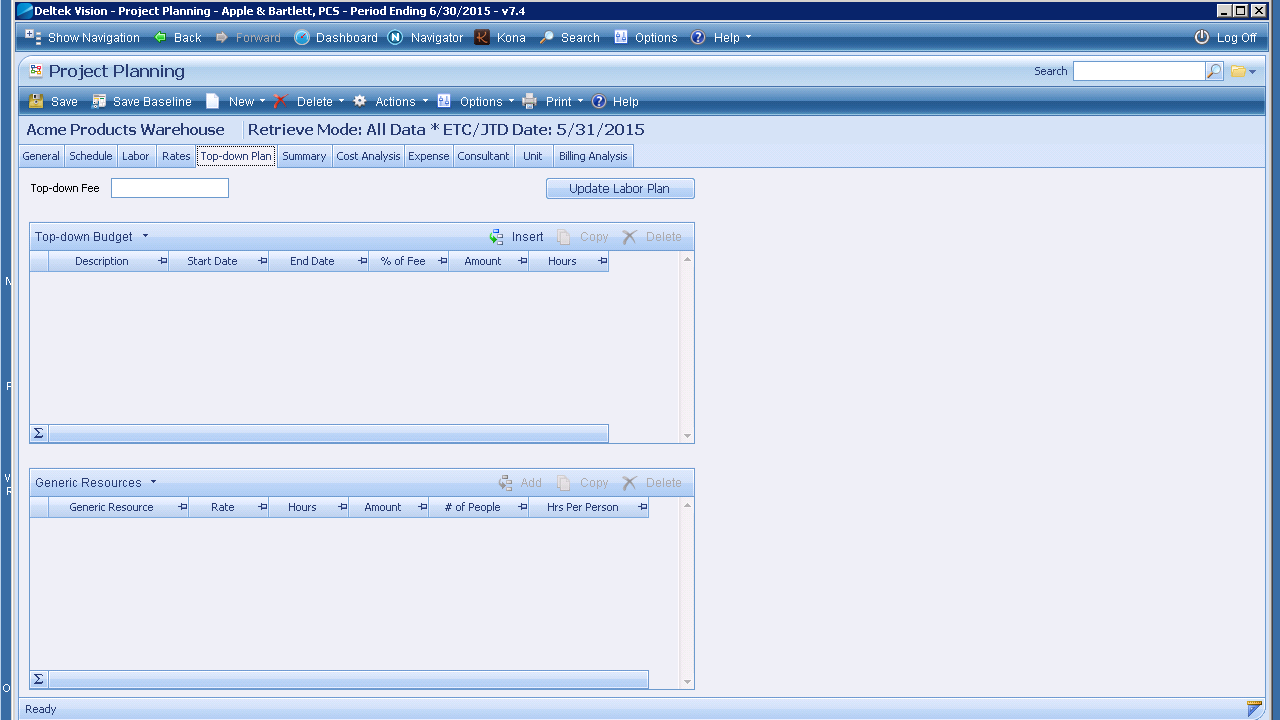 Deltek Vision - Project Planning - Apple & Bartlett, PCS - Period Ending 6/30/2015 - v7.4
Show Navigation Back Forward Dashboard Navigator Kona Search Options Help Log Off
Project Planning Search
Save Save Baseline New Delete Actions Options Print Help
Acme Products Warehouse Retrieve Mode: All Data * ETC/JTD Date: 5/31/2015
General Schedule Labor Rates Top-down Plan Summary Cost Analysis Expense Consultant Unit Billing Analysis
Top-down Fee Update Labor Plan
Top-down Budget Insert Copy Delete
Description Start Date End Date % of Fee Amount Hours
Σ
Generic Resources Add Copy Delete
Generic Resource Rate Hours Amount # of People Hrs Per Person
Σ
Ready